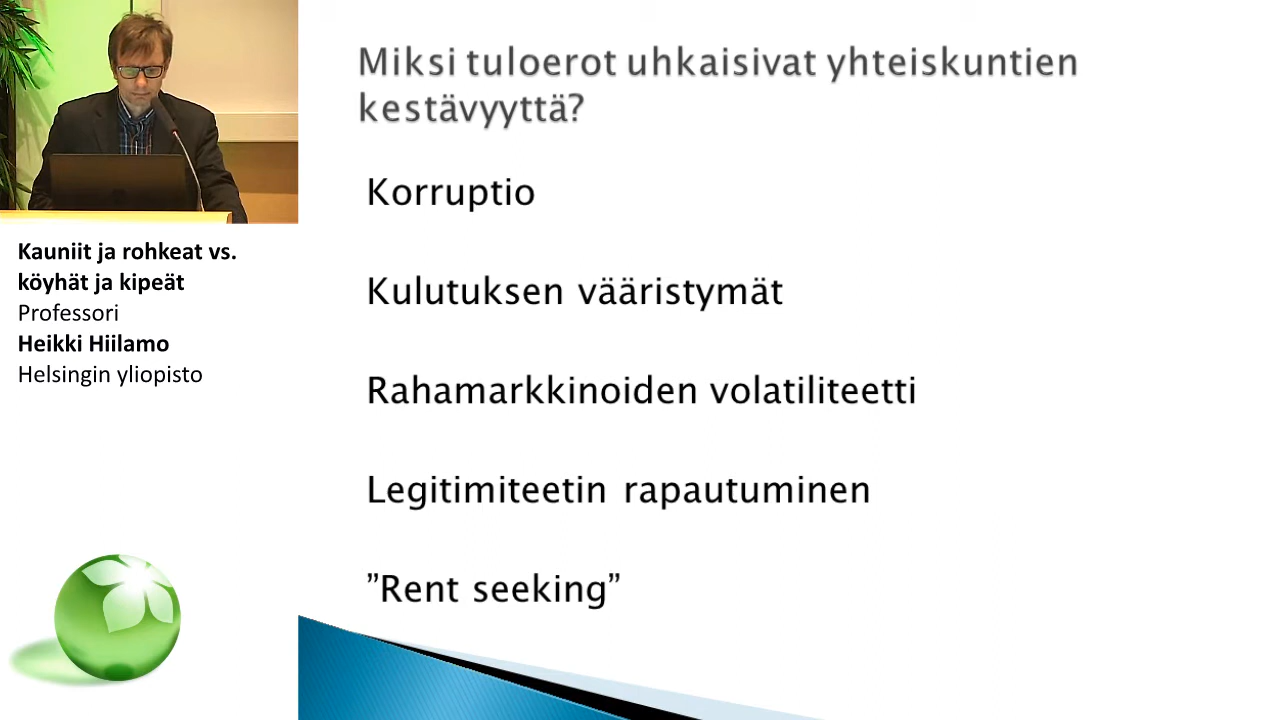 Miksi tuloerot uhkaisivat yhteiskuntien
kestävyyttä?
Korruptio
Kulutuksen vääristymät
Rahamarkkinoiden volatiliteetti
Legitimiteetin rapautuminen
”Rent seeking”
Kauniit ja rohkeat vs.
köyhät ja kipeät
Professori
Heikki Hiilamo
Helsingin yliopisto